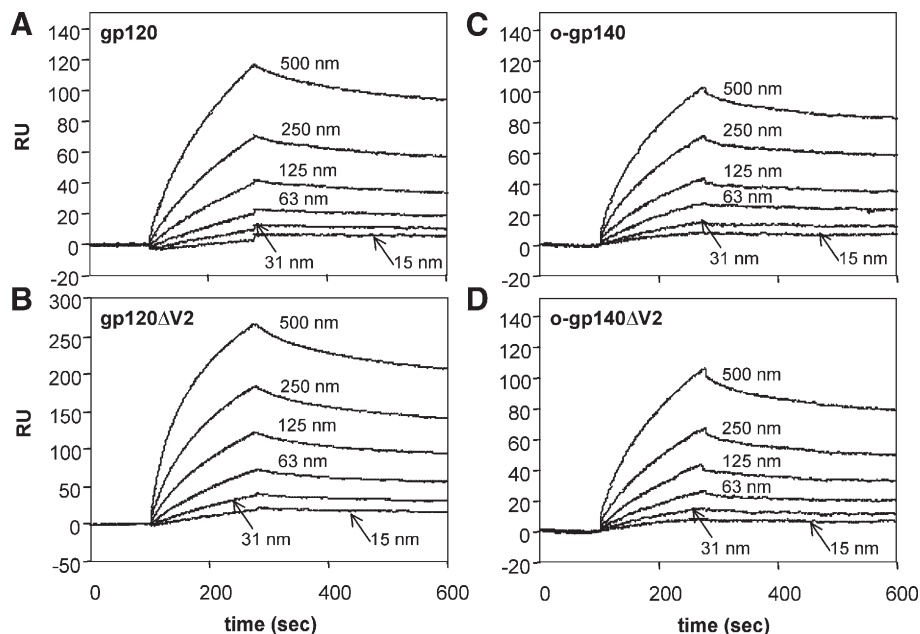 A
gp120
140
120
100
80
60
40
20
0
-20
RU
500 nm
250 nm
125 nm
63 nm
31 nm
15 nm
B
gp120ΔV2
300
250
200
150
100
50
0
-50
RU
500 nm
250 nm
125 nm
63 nm
31 nm
15 nm
0 200 400 600
time (sec)
C
o-gp140
140
120
100
80
60
40
20
0
-20
500 nm
250 nm
125 nm
63 nm
31 nm
15 nm
D
o-gp140ΔV2
140
120
100
80
60
40
20
0
-20
500 nm
250 nm
125 nm
63 nm
31 nm
15 nm
0 200 400 600
time (sec)